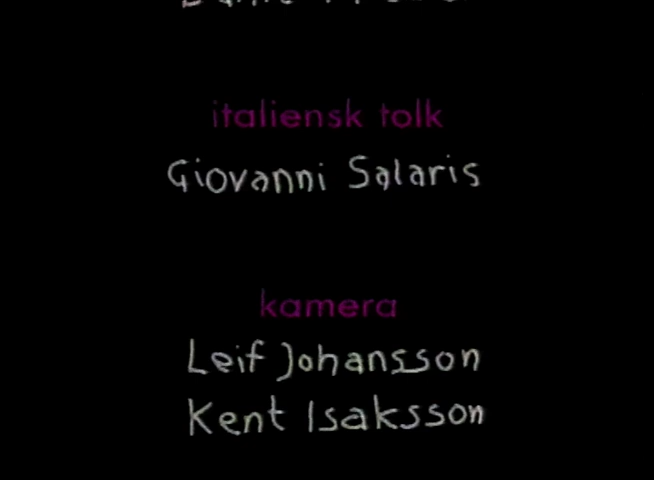 italiensk tolk
Giovanni Salaris
kamera
Leif Johansson
Kent Isaksson